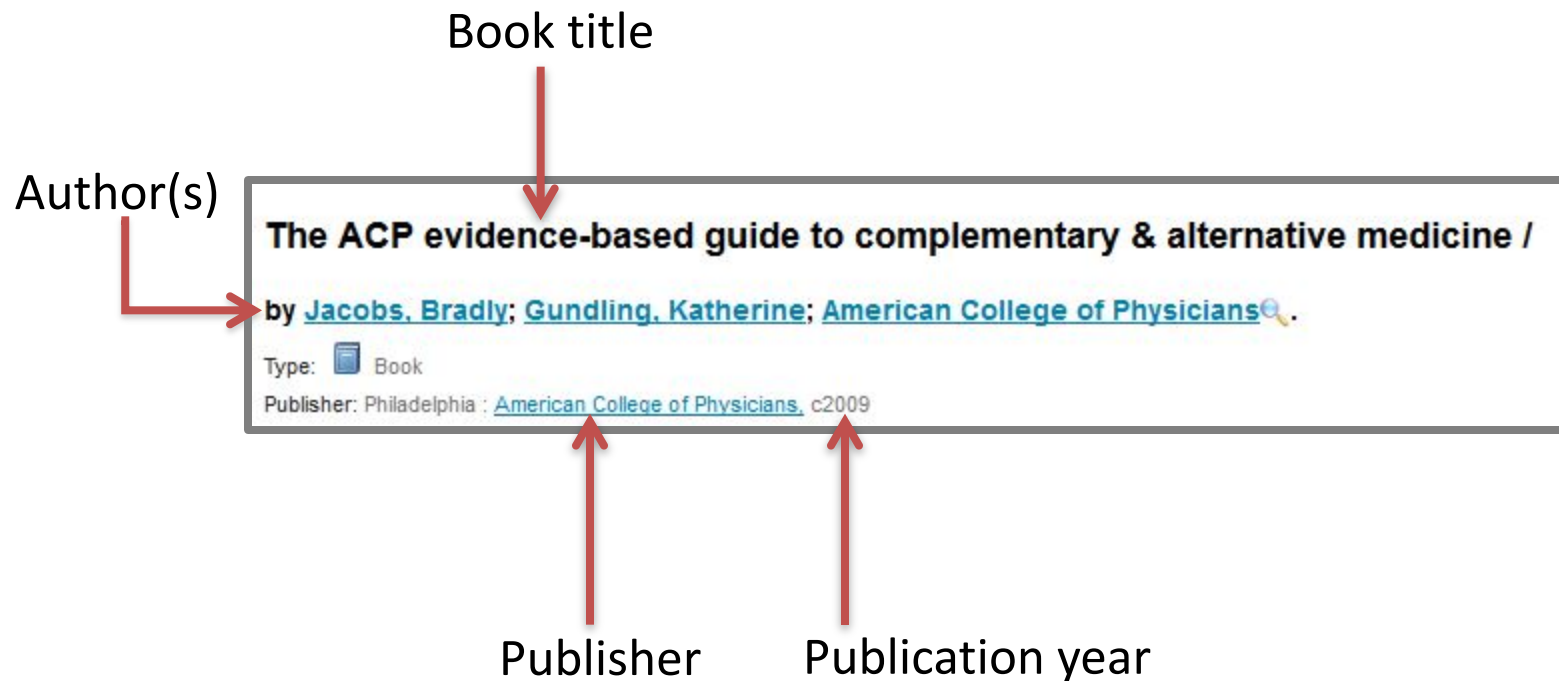 Book title
Author(s)
The ACP evidence-based guide to complementary & alternative medicine /
by Jacobs, Bradly; Gundling, Katherine; American College of Physicians.
Type: Book
Publisher: Philadelphia : American College of Physicians, c2009
Publisher
Publication year